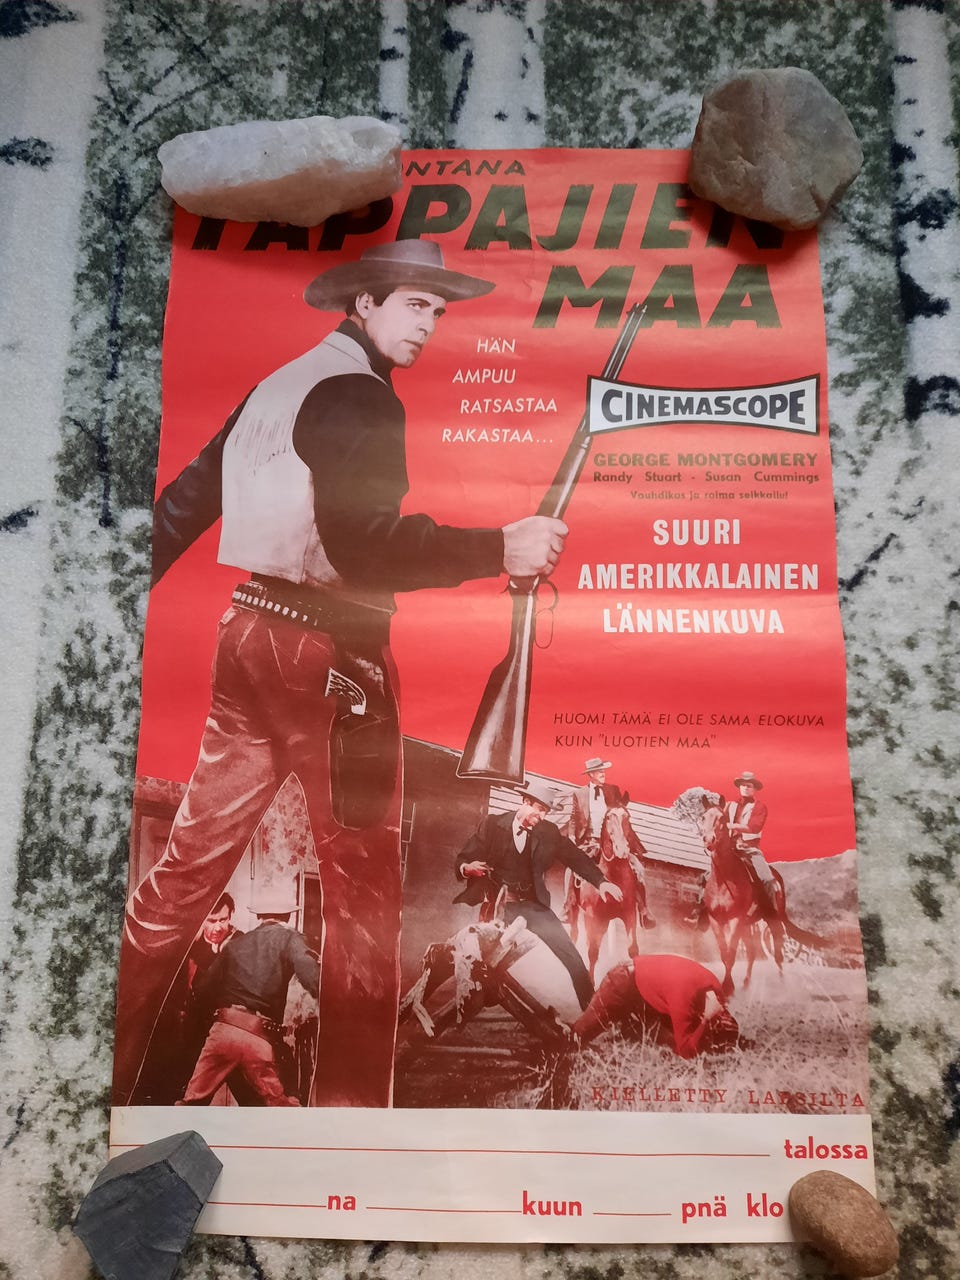 TAPPAJIEN
MAA
HÄN
AMPUU
RATSASTAA
RAKASTAA...
CINEMASCOPE
GEORGE MONTGOMERY
Randy Stuart - Susan Cummings
Vauhdikas ja roima seikkailu!
SUURI
AMERIKKALAINEN
LÄNNENKUVA
HUOM! TÄMÄ EI OLE SAMA ELOKUVA
KUIN "LUOTIEN MAA"
KIELLETTY LAPSILTA
talossa
na kuun pnä klo